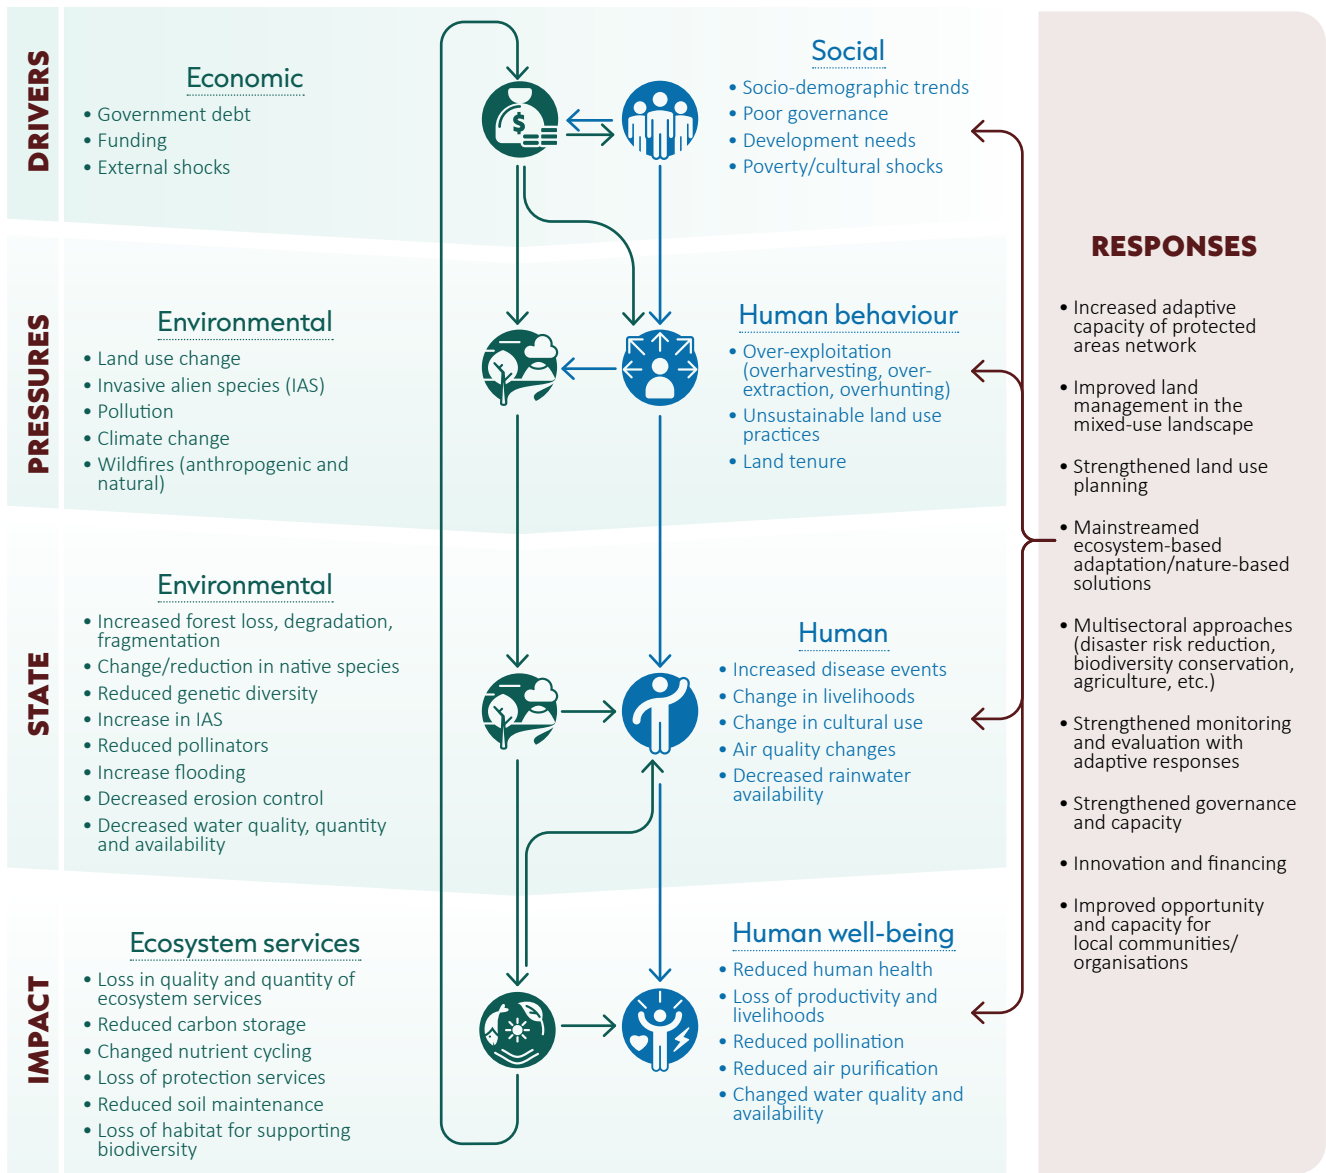 DRIVERS
Economic
• Government debt
• Funding
• External shocks
$
Social
• Socio-demographic trends
• Poor governance
• Development needs
• Poverty/cultural shocks
PRESSURES
Environmental
• Land use change
• Invasive alien species (IAS)
• Pollution
• Climate change
• Wildfires (anthropogenic and
natural)
Human behaviour
• Over-exploitation
(overharvesting, over-
extraction, overhunting)
• Unsustainable land use
practices
• Land tenure
STATE
Environmental
• Increased forest loss, degradation,
fragmentation
• Change/reduction in native species
• Reduced genetic diversity
• Increase in IAS
• Reduced pollinators
• Increase flooding
• Decreased erosion control
• Decreased water quality, quantity
and availability
Human
• Increased disease events
• Change in livelihoods
• Change in cultural use
• Air quality changes
• Decreased rainwater
availability
IMPACT
Ecosystem services
• Loss in quality and quantity of
ecosystem services
• Reduced carbon storage
• Changed nutrient cycling
• Loss of protection services
• Reduced soil maintenance
• Loss of habitat for supporting
biodiversity
Human well-being
• Reduced human health
• Loss of productivity and
livelihoods
• Reduced pollination
• Reduced air purification
• Changed water quality and
availability
RESPONSES
• Increased adaptive
capacity of protected
areas network
• Improved land
management in the
mixed-use landscape
• Strengthened land use
planning
• Mainstreamed
ecosystem-based
adaptation/nature-based
solutions
• Multisectoral approaches
(disaster risk reduction,
biodiversity conservation,
agriculture, etc.)
• Strengthened monitoring
and evaluation with
adaptive responses
• Strengthened governance
and capacity
• Innovation and financing
• Improved opportunity
and capacity for
local communities/
organisations